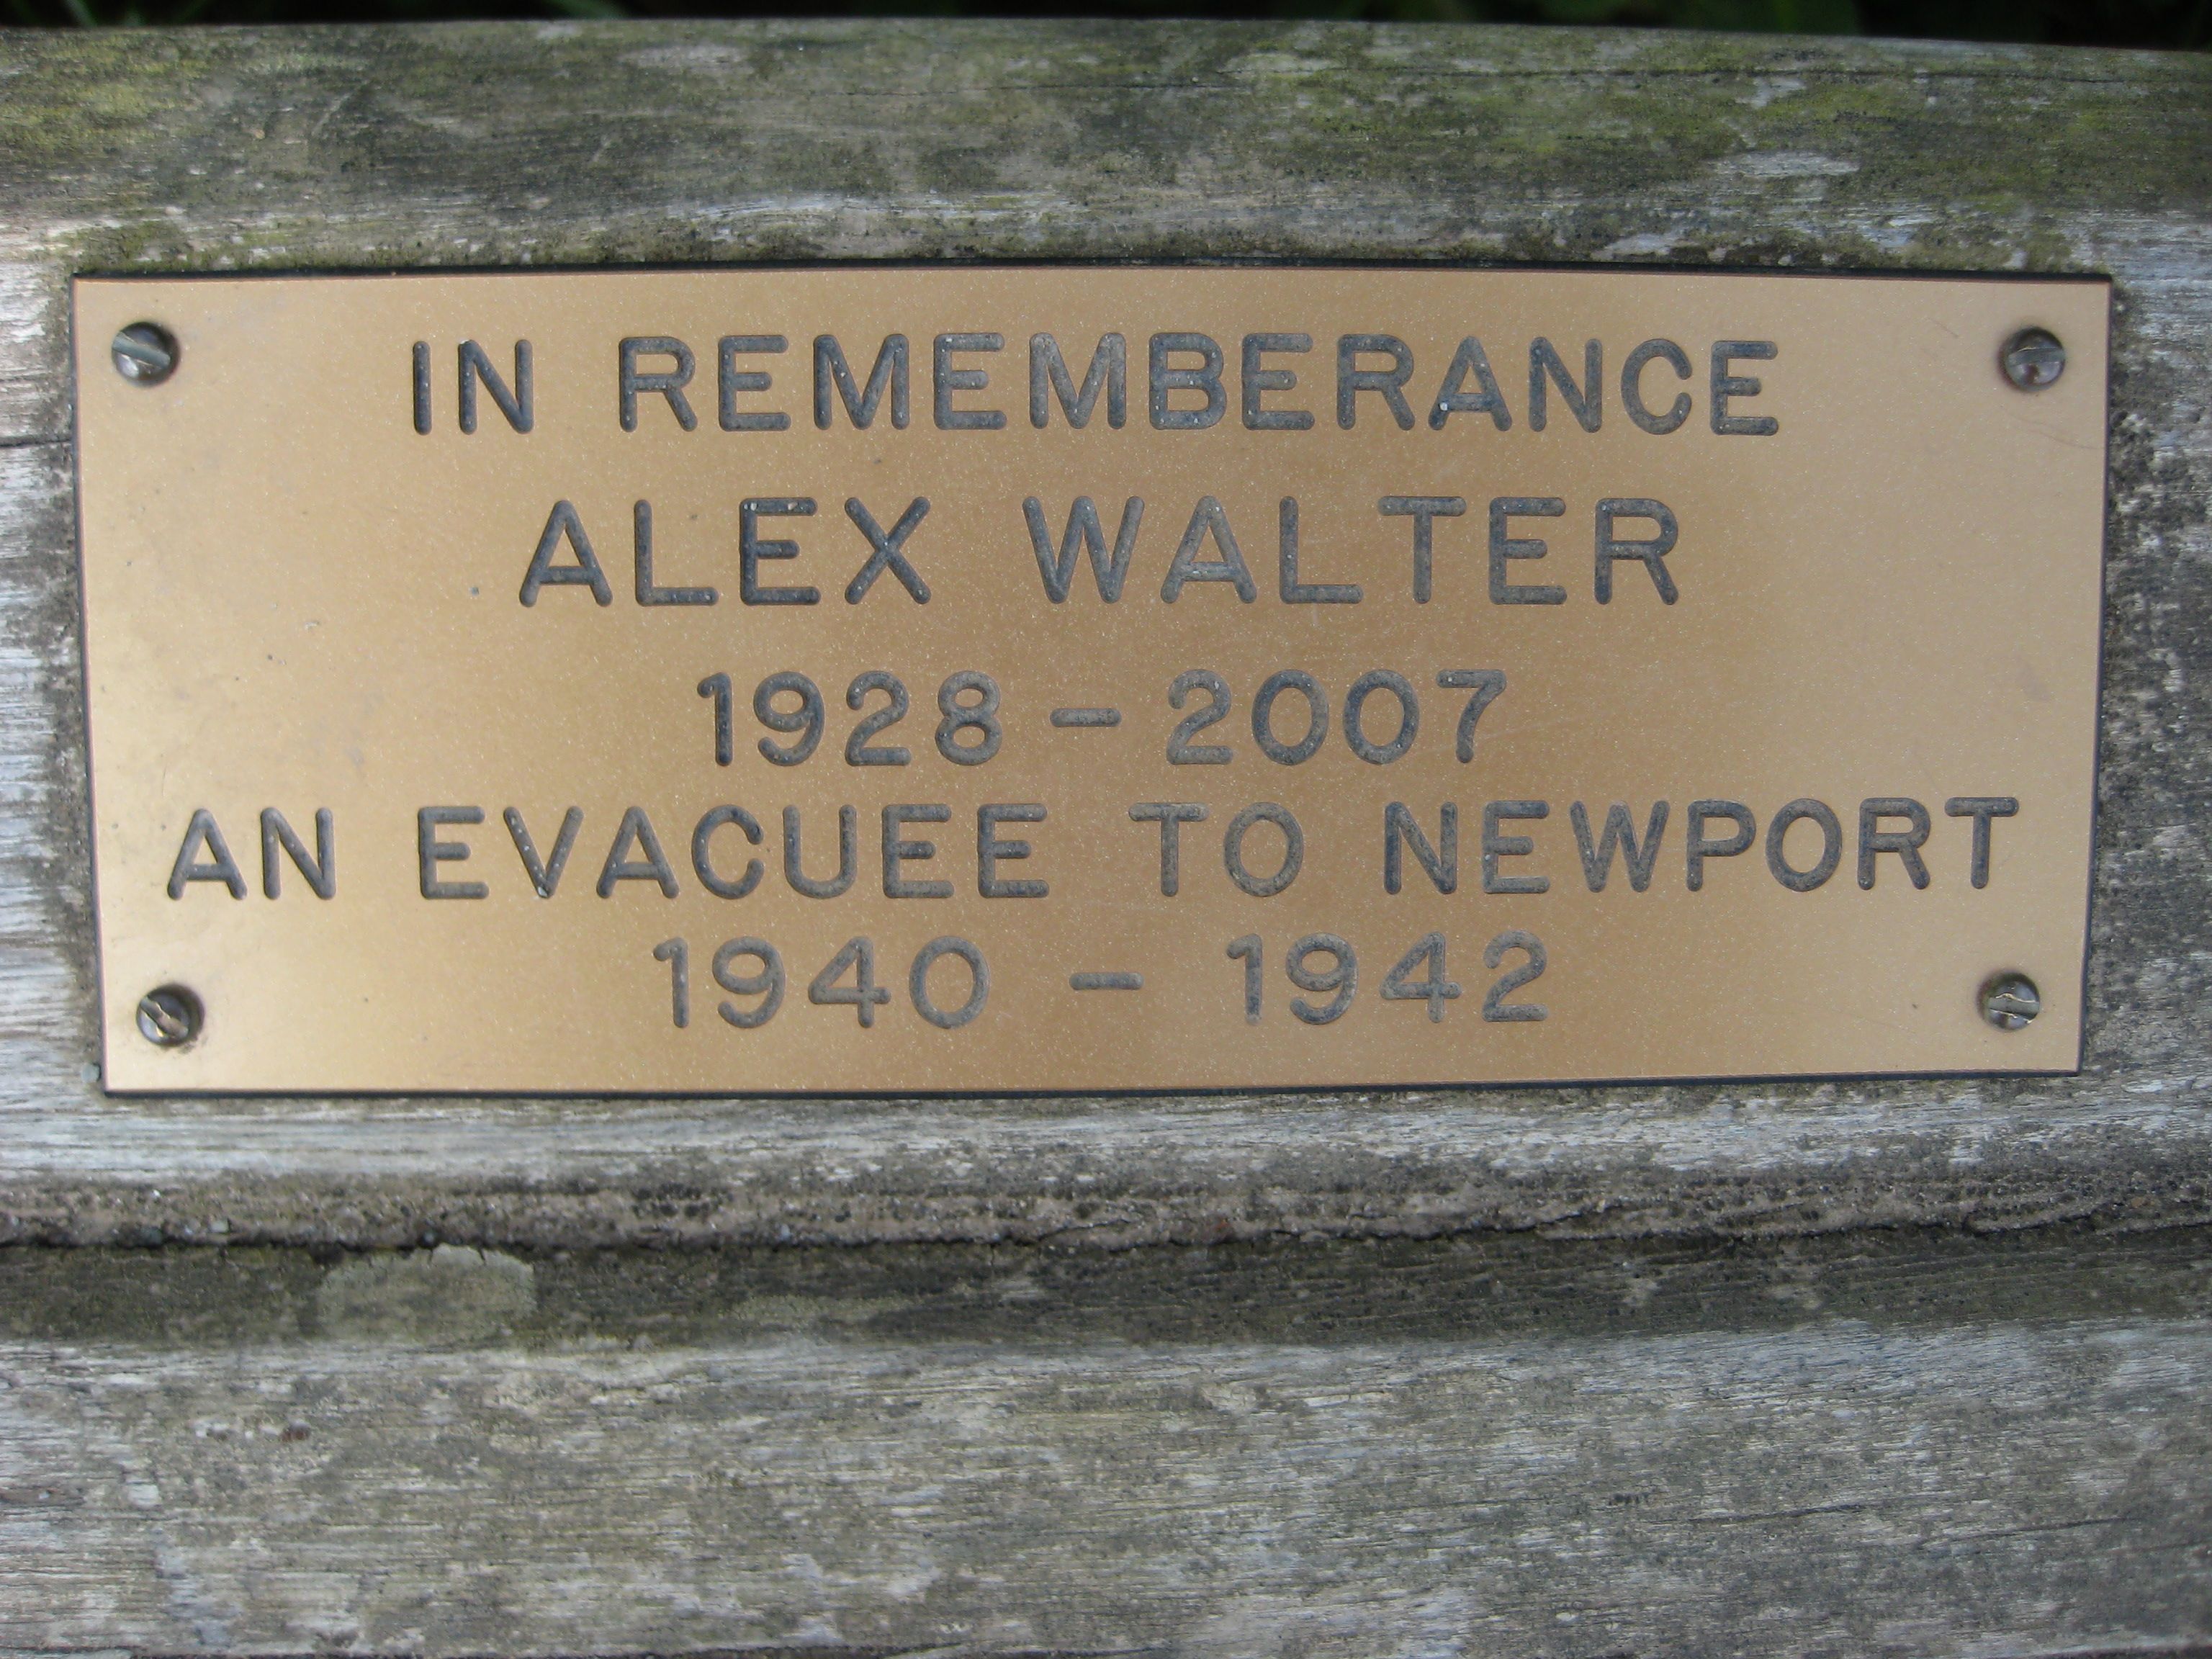 IN REMEMBERANCE
ALEX WALTER
1928 - 2007
AN EVACUEE TO NEWPORT
1940 - 1942